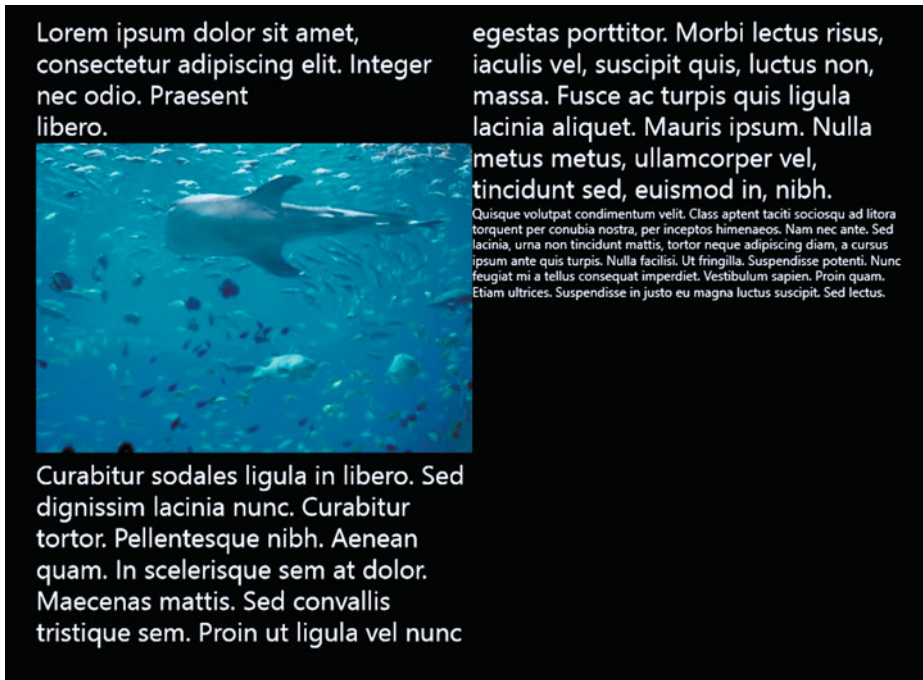 Lorem ipsum dolor sit amet,
consectetur adipiscing elit. Integer
nec odio. Praesent
libero.
Curabitur sodales ligula in libero. Sed
dignissim lacinia nunc. Curabitur
tortor. Pellentesque nibh. Aenean
quam. In scelerisque sem at dolor.
Maecenas mattis. Sed convallis
tristique sem. Proin ut ligula vel nunc
egestas porttitor. Morbi lectus risus,
iaculis vel, suscipit quis, luctus non,
massa. Fusce ac turpis quis ligula
lacinia aliquet. Mauris ipsum. Nulla
metus metus, ullamcorper vel,
tincidunt sed, euismod in, nibh.
Quisque volutpat condimentum velit. Class aptent taciti sociosqu ad litora
torquent per conubia nostra, per inceptos himenaeos. Nam nec ante. Sed
lacinia, urna non tincidunt mattis, tortor neque adipiscing diam, a cursus
ipsum ante quis turpis. Nulla facilisi. Ut fringilla. Suspendisse potenti. Nunc
feugiat mi a tellus consequat imperdiet. Vestibulum sapien. Proin quam.
Etiam ultrices. Suspendisse in justo eu magna luctus suscipit. Sed lectus.